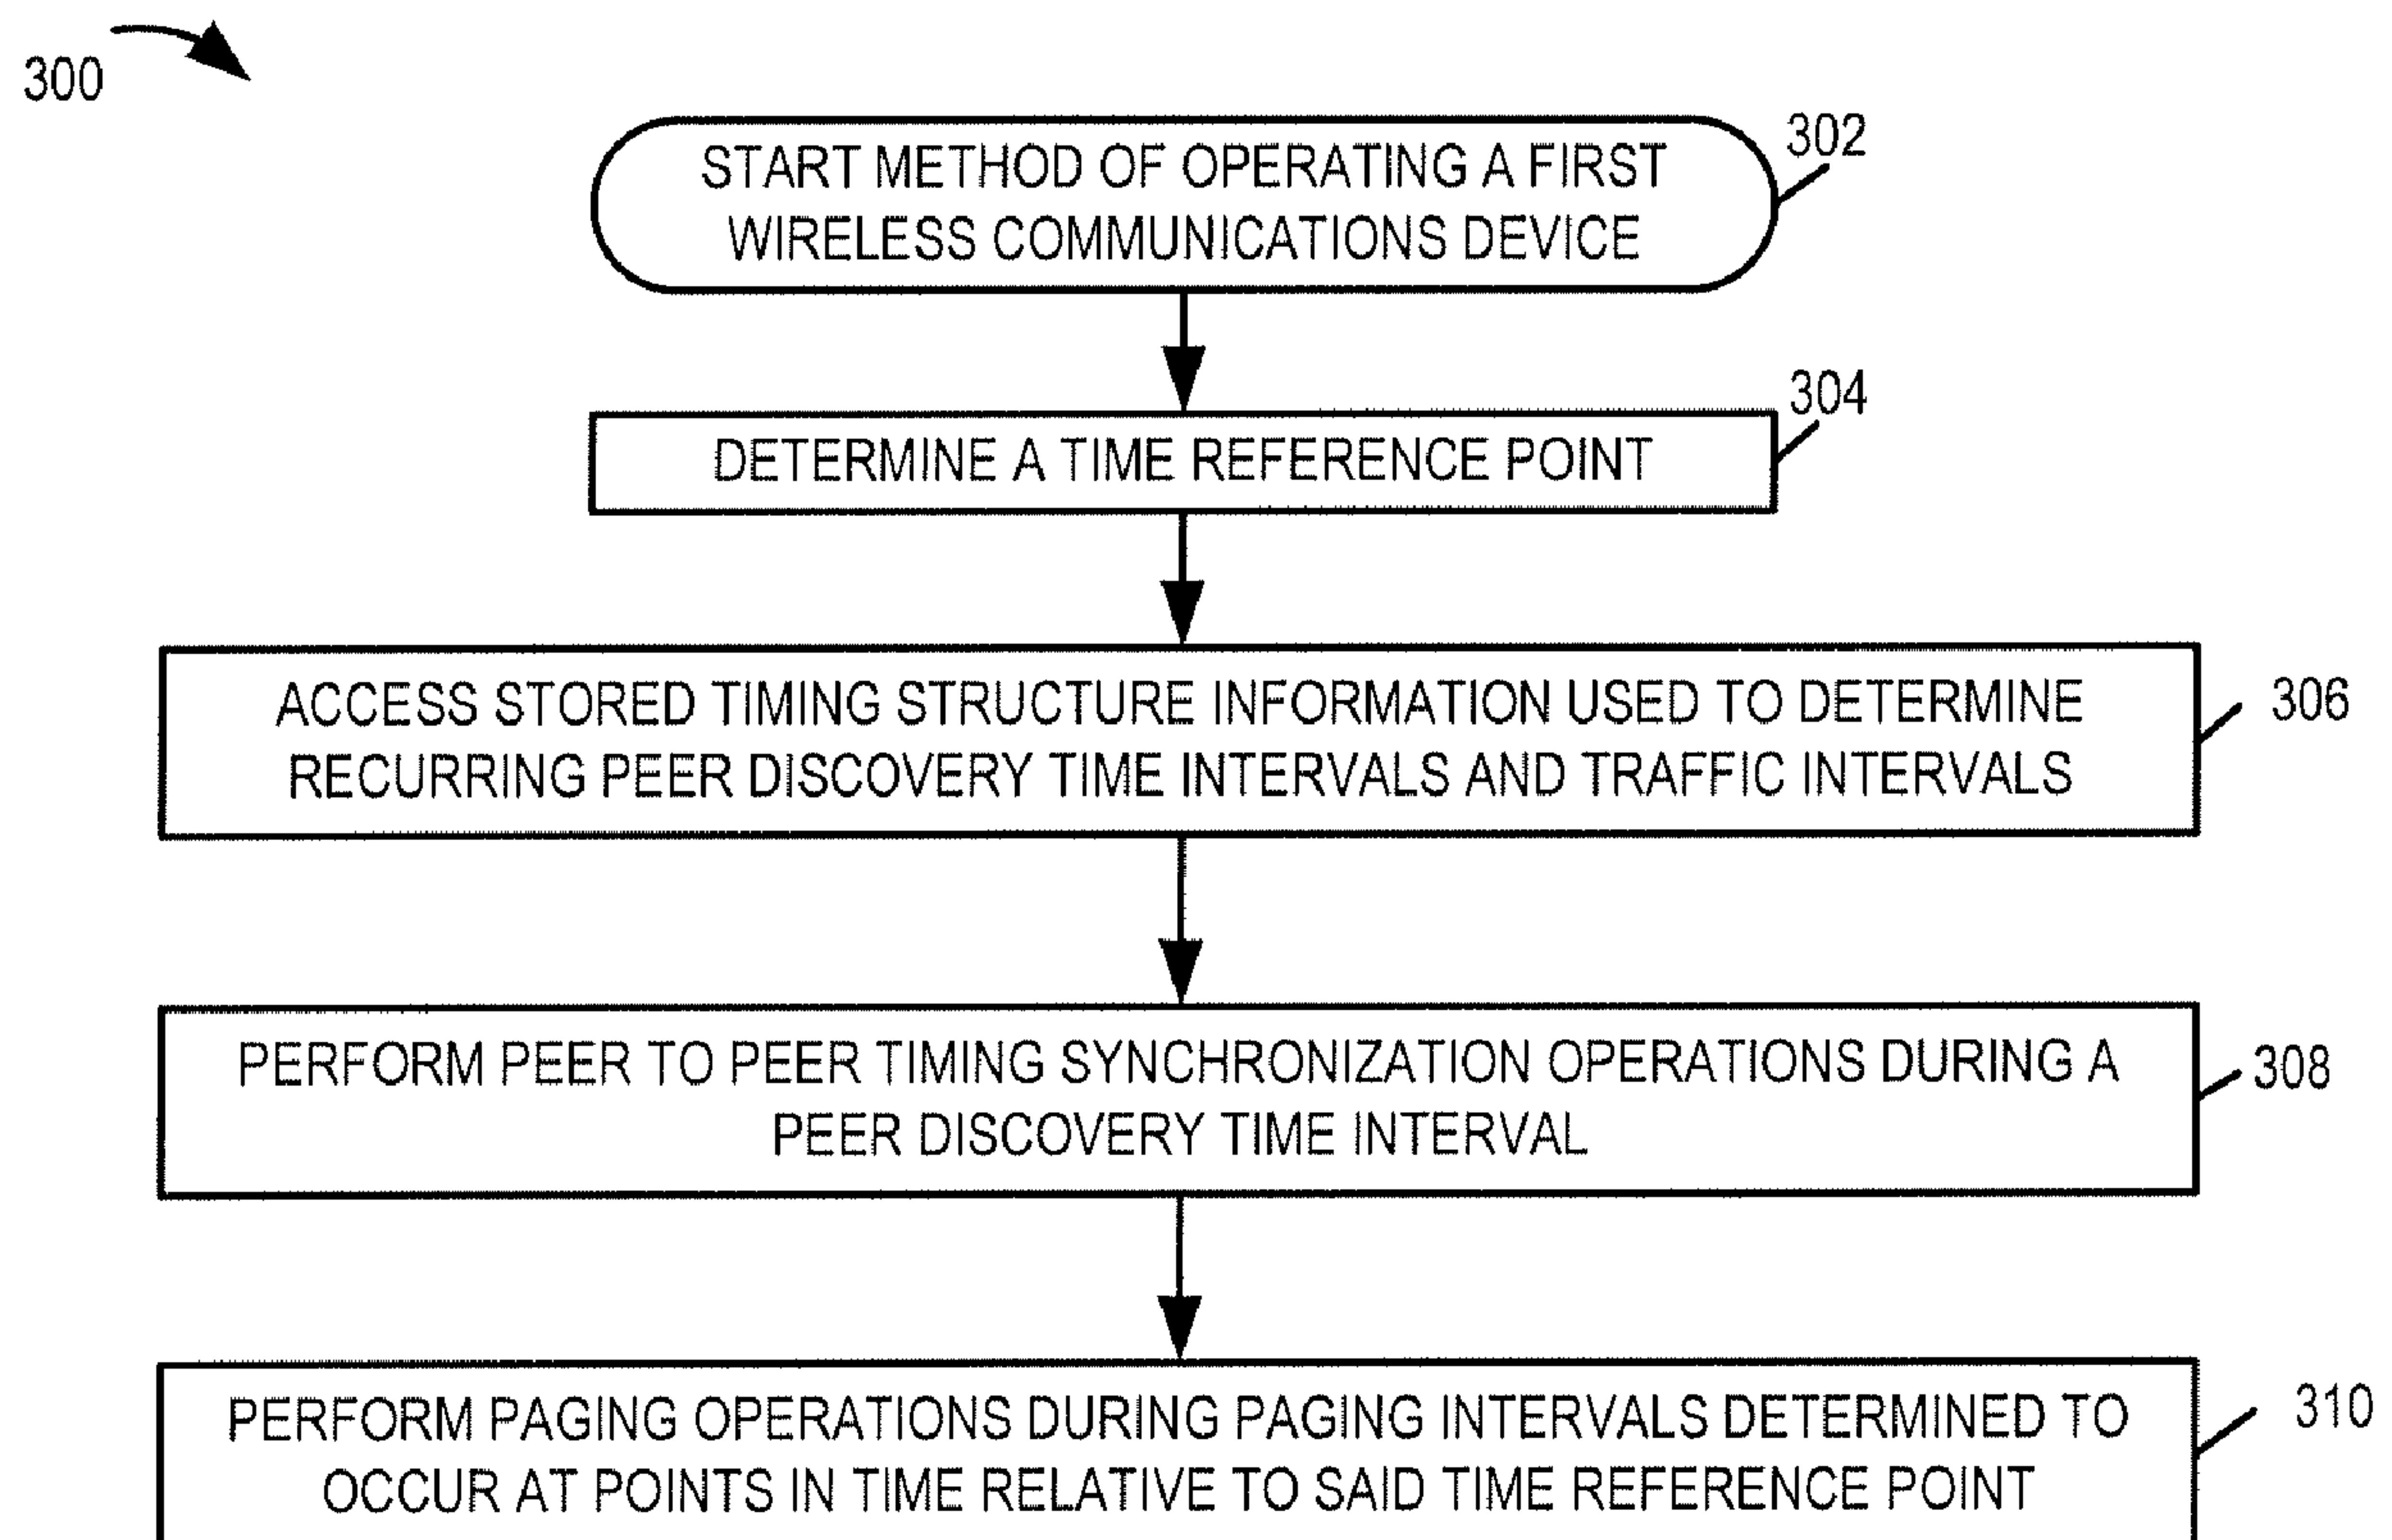 300
START METHOD OF OPERATING A FIRST
WIRELESS COMMUNICATIONS DEVICE
302
DETERMINE A TIME REFERENCE POINT
304
ACCESS STORED TIMING STRUCTURE INFORMATION USED TO DETERMINE
RECURRING PEER DISCOVERY TIME INTERVALS AND TRAFFIC INTERVALS
306
PERFORM PEER TO PEER TIMING SYNCHRONIZATION OPERATIONS DURING A
PEER DISCOVERY TIME INTERVAL
308
PERFORM PAGING OPERATIONS DURING PAGING INTERVALS DETERMINED TO
OCCUR AT POINTS IN TIME RELATIVE TO SAID TIME REFERENCE POINT
310